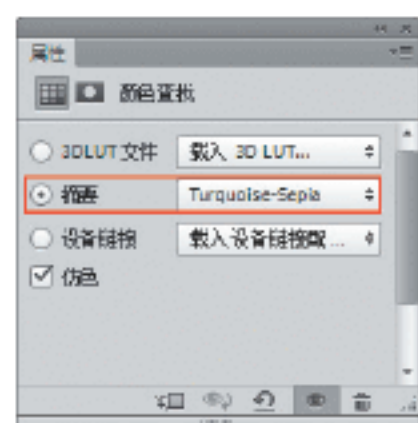 属性
颜色查找
3DLUT 文件 载入 3D LUT...
摘要 Turquoise-Sepia
设备链接 载入设备链接配...
仿色